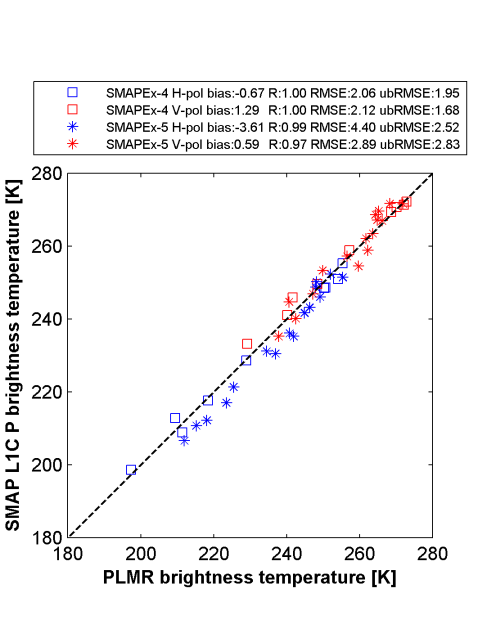 SMAPEx-4 H-pol bias:-0.67 R:1.00 RMSE:2.06 ubRMSE:1.95
SMAPEx-4 V-pol bias:1.29 R:1.00 RMSE:2.12 ubRMSE:1.68
SMAPEx-5 H-pol bias:-3.61 R:0.99 RMSE:4.40 ubRMSE:2.52
SMAPEx-5 V-pol bias:0.59 R:0.97 RMSE:2.89 ubRMSE:2.83
SMAP L1C P brightness temperature [K]
280
260
240
220
200
180
180 200 220 240 260 280
PLMR brightness temperature [K]